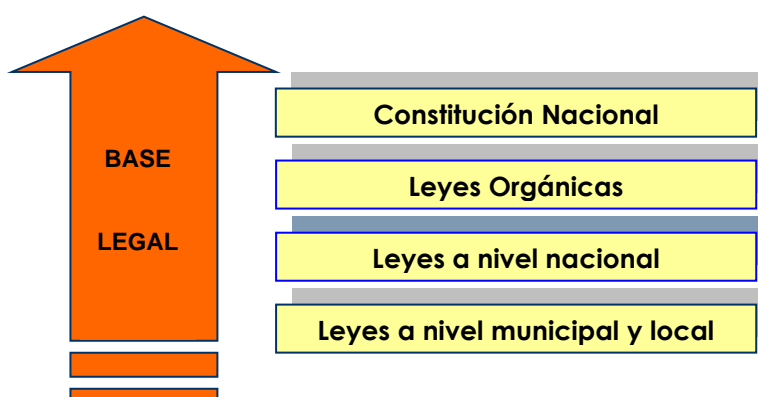 Constitución Nacional
BASE
Leyes Orgánicas
LEGAL
Leyes a nivel nacional
Leyes a nivel municipal y local